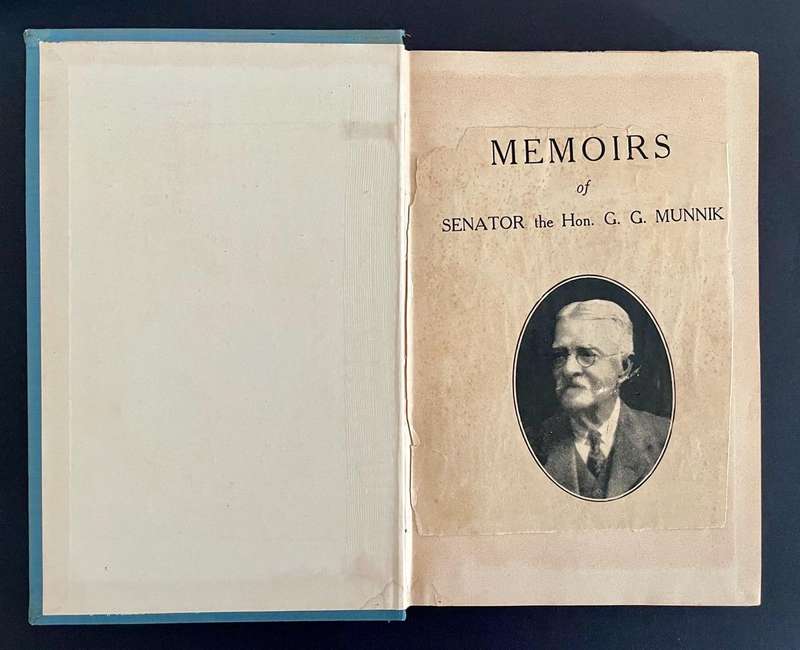 MEMOIRS
of
SENATOR the Hon. G. G. MUNNIK